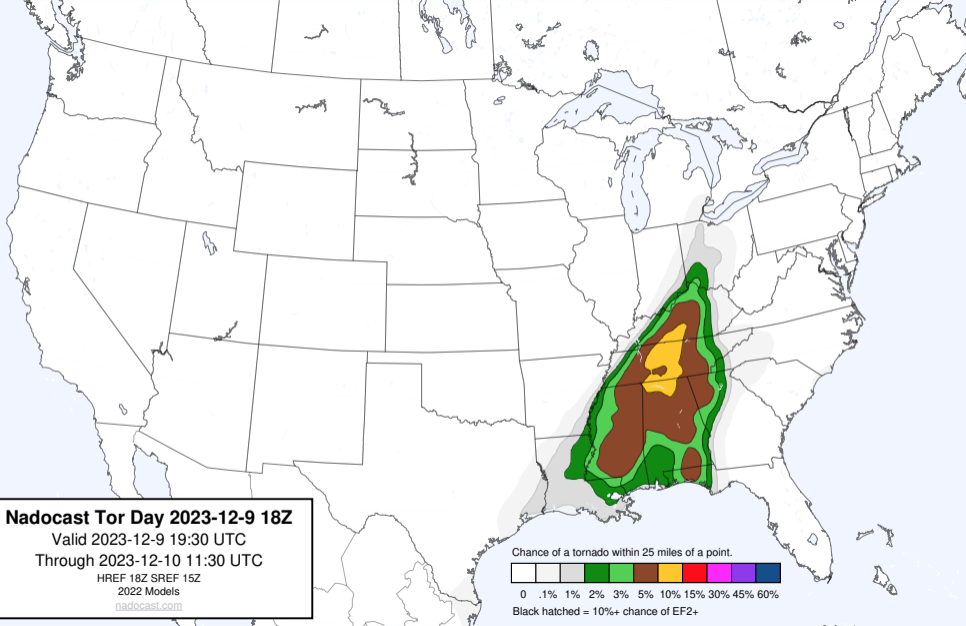 Nadocast Tor Day 2023-12-9 18Z
Valid 2023-12-9 19:30 UTC
Through 2023-12-10 11:30 UTC
HREF 18Z SREF 15Z
2022 Models
nadocast.com
Chance of a tornado within 25 miles of a point.
0 .1% 1% 2% 3% 5% 10% 15% 30% 45% 60%
Black hatched = 10%+ chance of EF2+